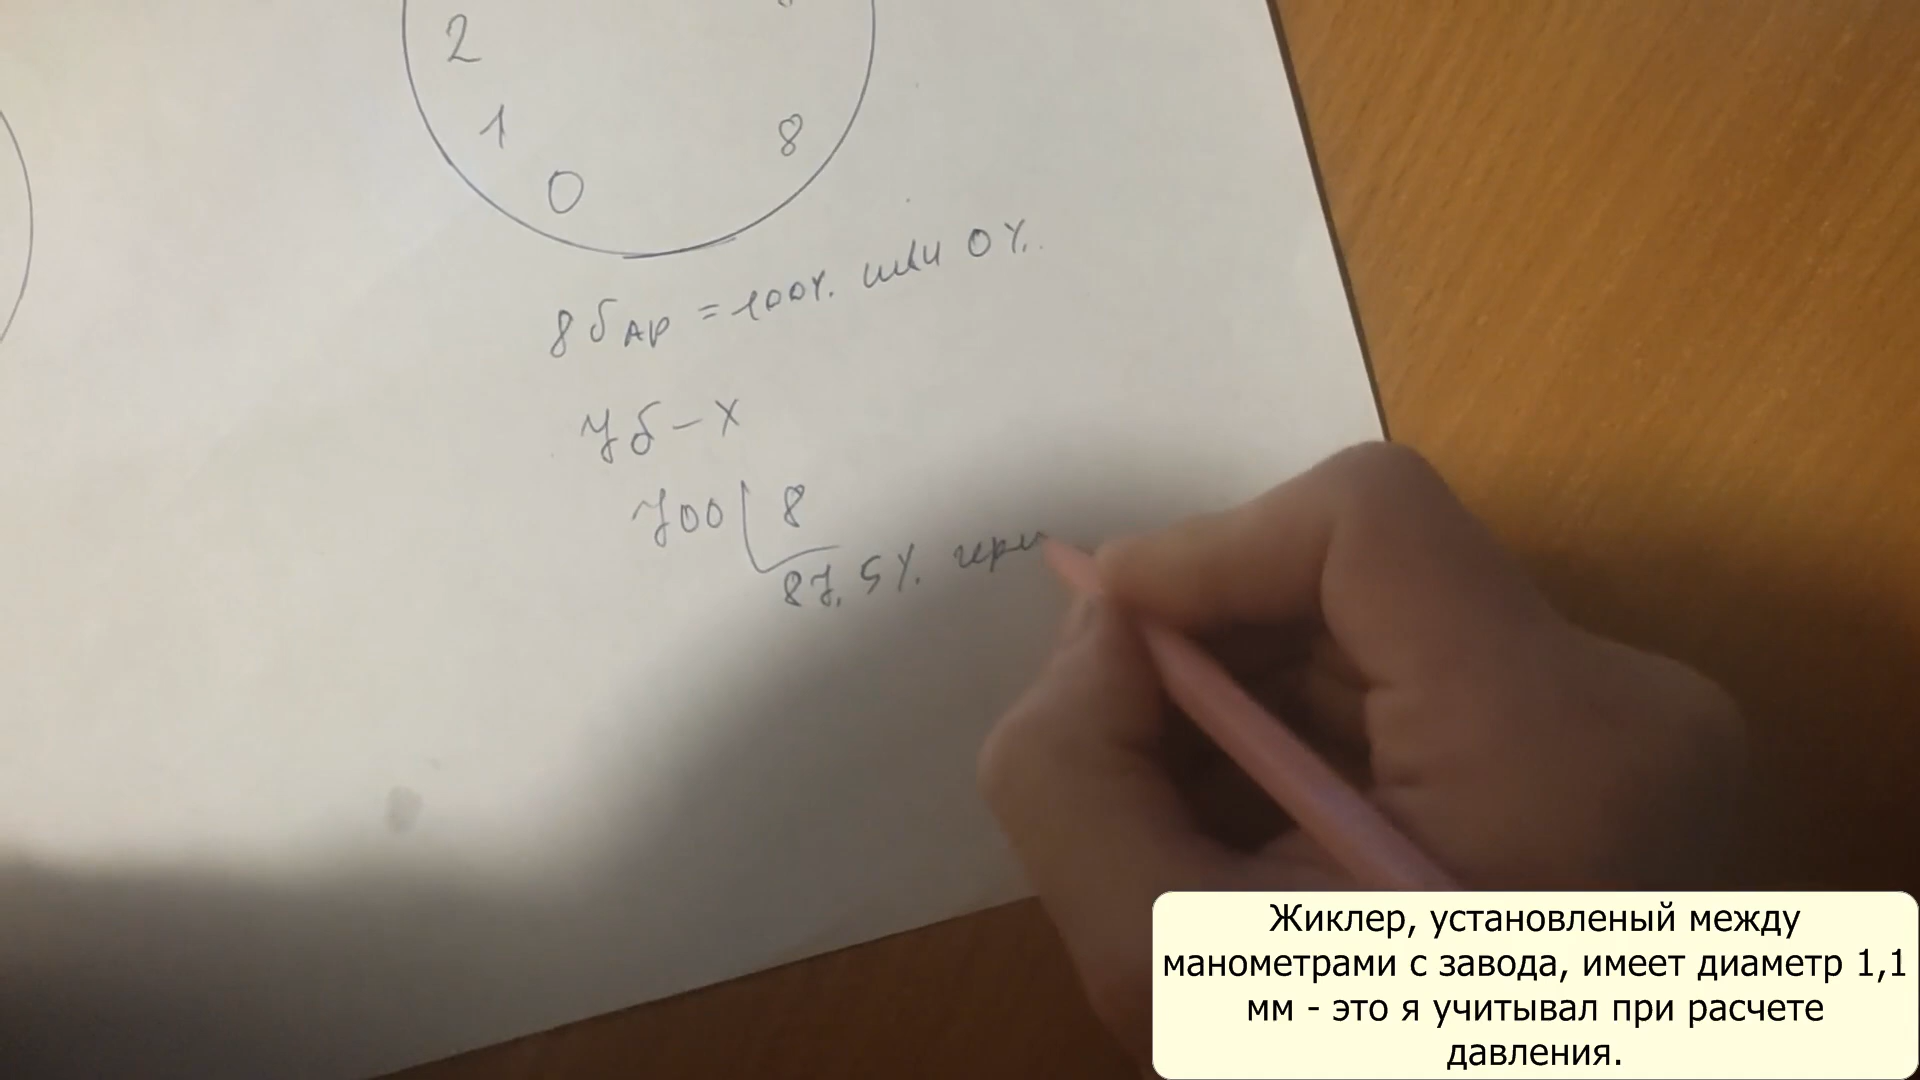 2
1
0
8
8 бар = 100% или 0%.
7б - х
700 | 8
87,5%. герм
Жиклер, установленый между
манометрами с завода, имеет диаметр 1,1
мм - это я учитывал при расчете
давления.